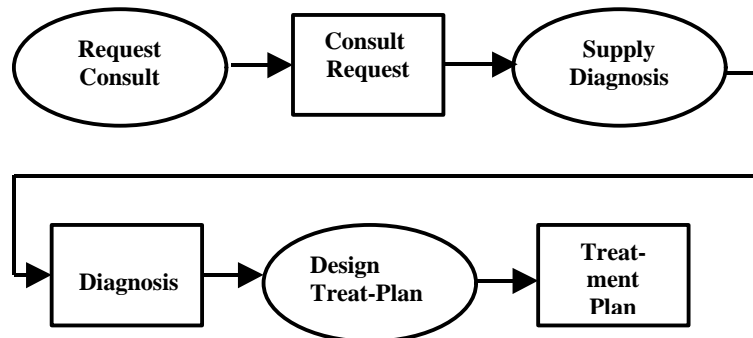 Request
Consult
Consult
Request
Supply
Diagnosis
Diagnosis
Design
Treat-Plan
Treat-
ment
Plan